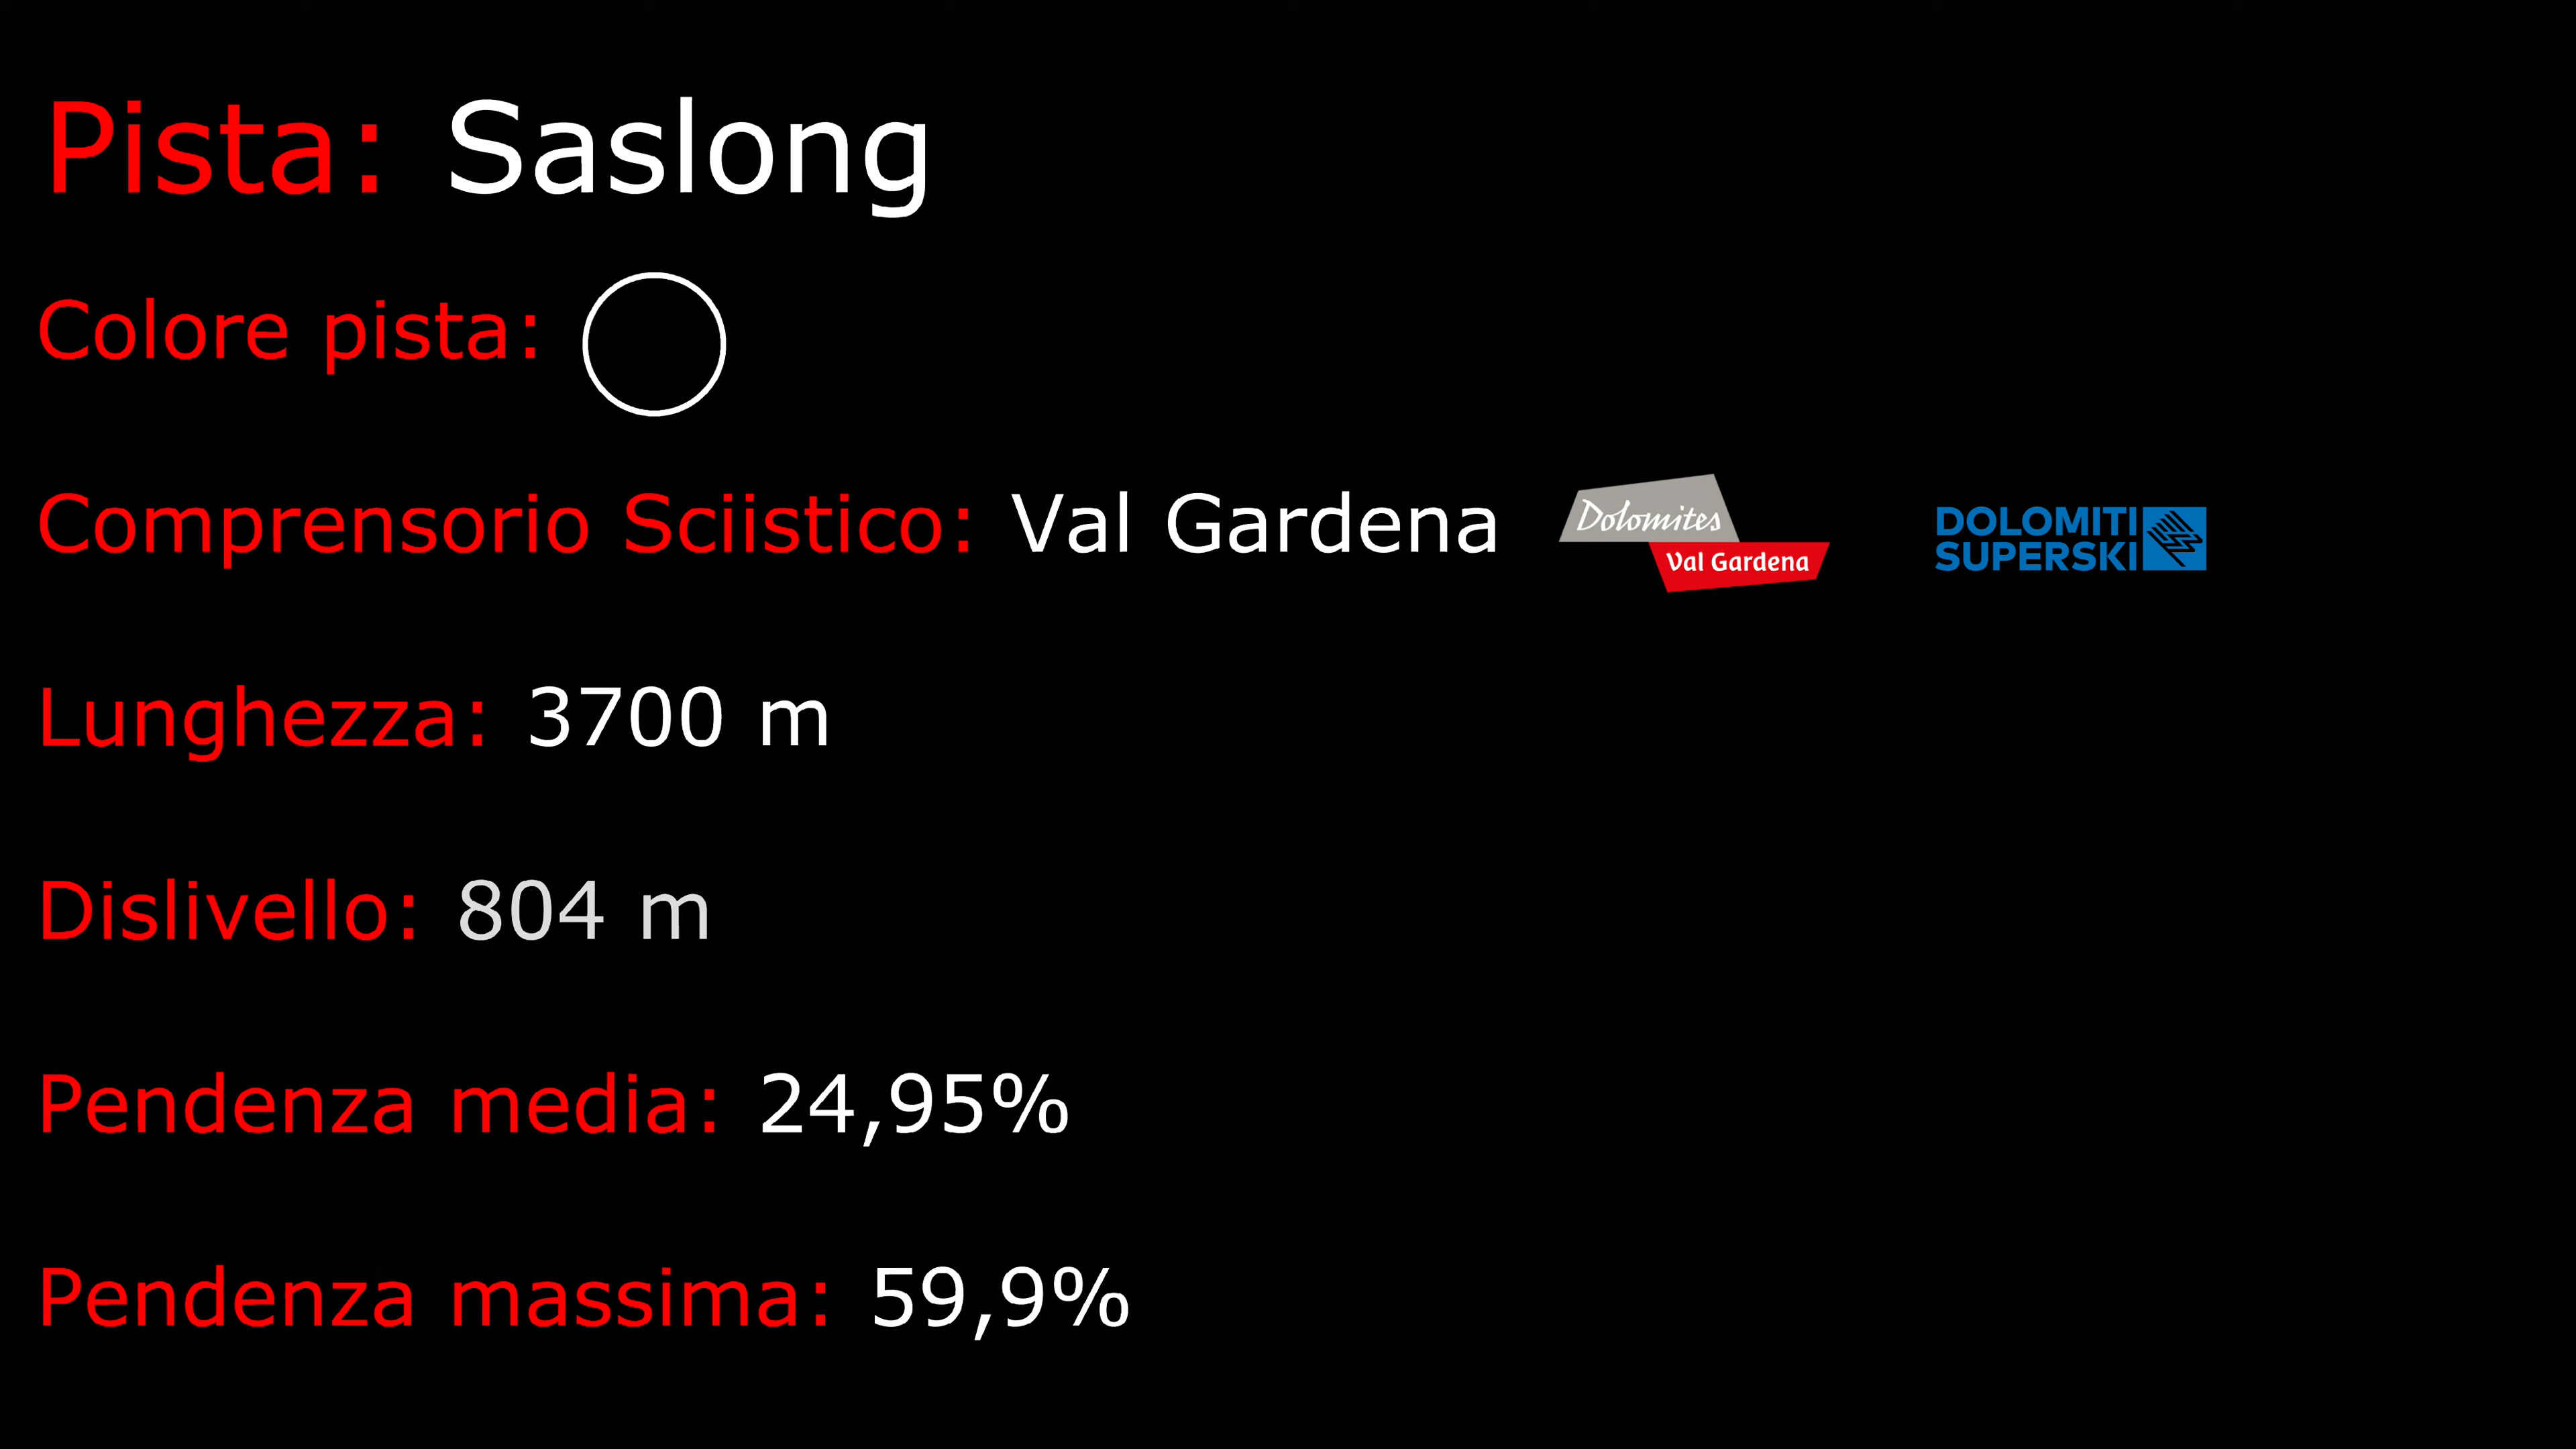 Pista: Saslong
Colore pista:
Comprensorio Sciistico: Val Gardena
Dolomites
Val Gardena
DOLOMITI
SUPERSKI
Lunghezza: 3700 m
Dislivello: 804 m
Pendenza media: 24,95%
Pendenza massima: 59,9%